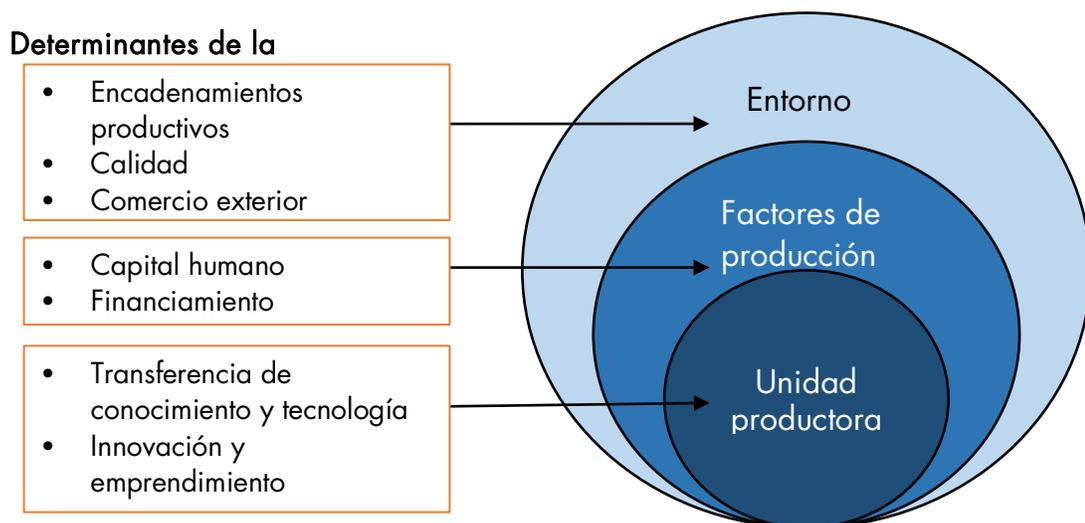 Determinantes de la
• Encadenamientos
productivos
• Calidad
• Comercio exterior
• Capital humano
• Financiamiento
• Transferencia de
conocimiento y tecnología
• Innovación y
emprendimiento
Entorno
Factores de
producción
Unidad
productora